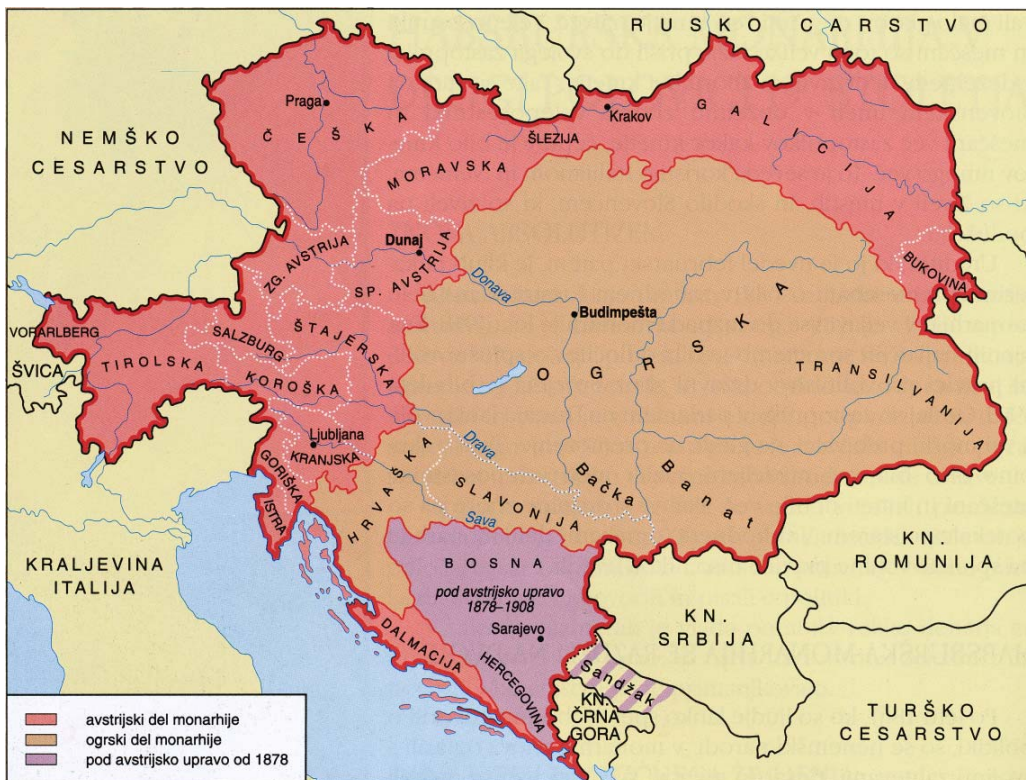 RUSKO CARSTVO
NEMŠKO
CESARSTVO
Praga
ČEŠKA
Krakov
GALICIJA
ŠLEZIJA
MORAVSKA
Dunaj
ZG. AVSTRIJA
SP. AVSTRIJA
BUKOVINA
Donava
Budimpešta
VORARLBERG
SALZBURG
ŠTAJERSKA
TIROLSKA
KOROŠKA
ŠVICA
OGRSKA
TRANSILVANIJA
Ljubljana
KRANJSKA
GORIŠKA
ISTRA
HRVAŠKA
Drava
SLAVONIJA
Bačka
Banat
Sava
KRALJEVINA
ITALIJA
BOSNA
pod avstrijsko upravo
1878–1908
Sarajevo
KN.
ROMUNIJA
KN.
SRBIJA
DALMACIJA
HERCEGOVINA
Sandžak
KN.
ČRNA
GORA
TURŠKO
CESARSTVO
avstrijski del monarhije
ogrski del monarhije
pod avstrijsko upravo od 1878